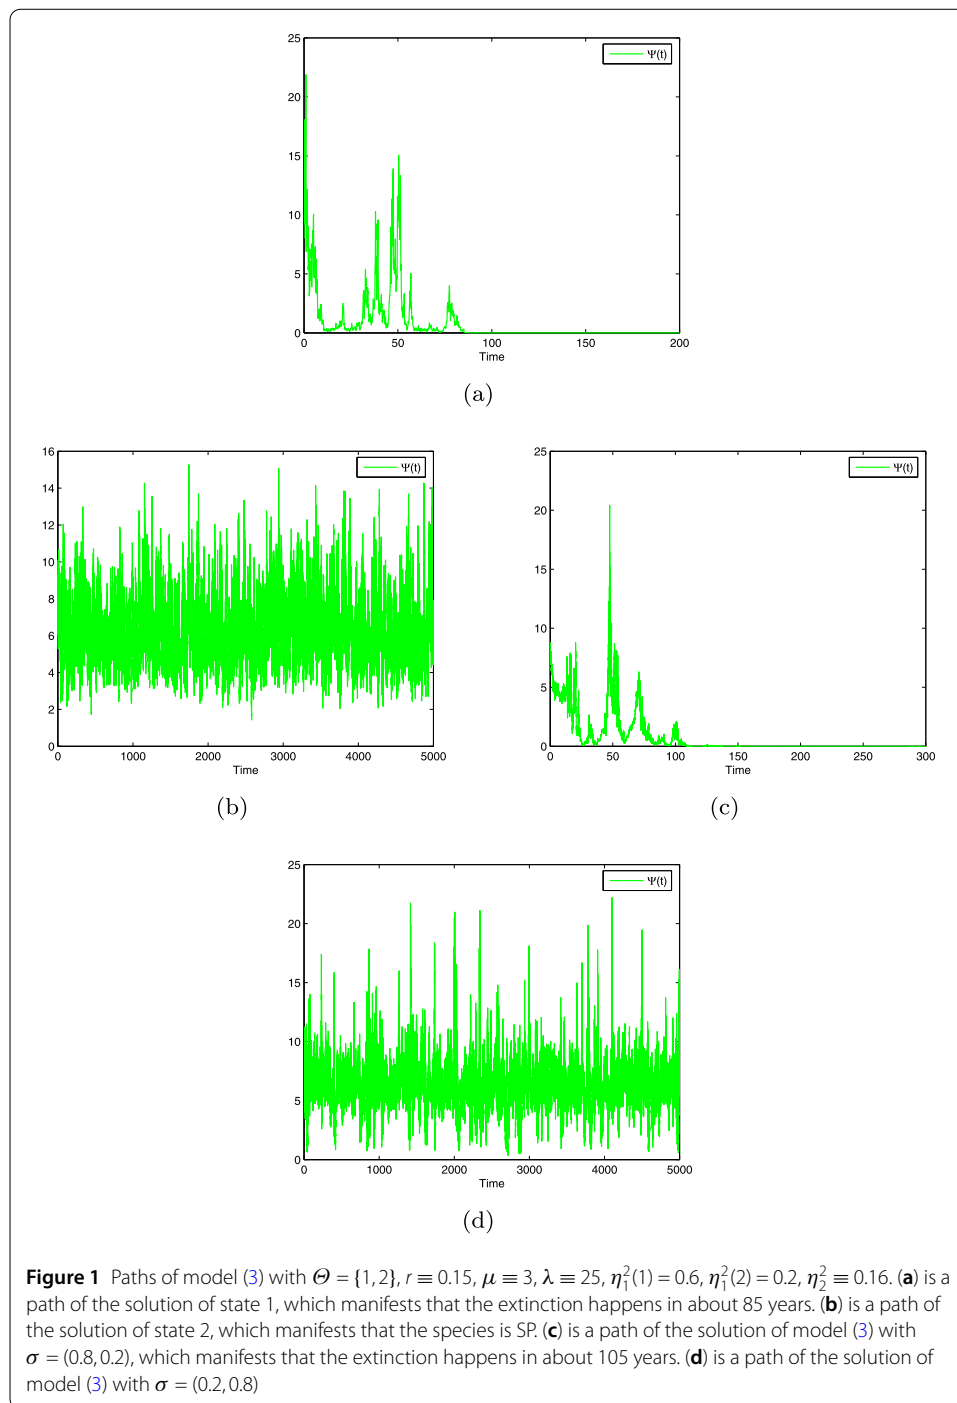 25
20
15
10
5
0
Ψ(t)
0 50 100 150 200
Time
(a)
16
14
12
10
8
6
4
2
0
Ψ(t)
0 1000 2000 3000 4000 5000
Time
(b)
25
20
15
10
5
0
Ψ(t)
0 50 100 150 200 250 300
Time
(c)
25
20
15
10
5
0
Ψ(t)
0 1000 2000 3000 4000 5000
Time
(d)
Figure 1 Paths of model (3) with Θ = {1, 2}, r ≡ 0.15, μ ≡ 3, λ ≡ 25, η₁²(1) = 0.6, η₁²(2) = 0.2, η₂² ≡ 0.16. (a) is a
path of the solution of state 1, which manifests that the extinction happens in about 85 years. (b) is a path of
the solution of state 2, which manifests that the species is SP. (c) is a path of the solution of model (3) with
σ = (0.8, 0.2), which manifests that the extinction happens in about 105 years. (d) is a path of the solution of
model (3) with σ = (0.2, 0.8)